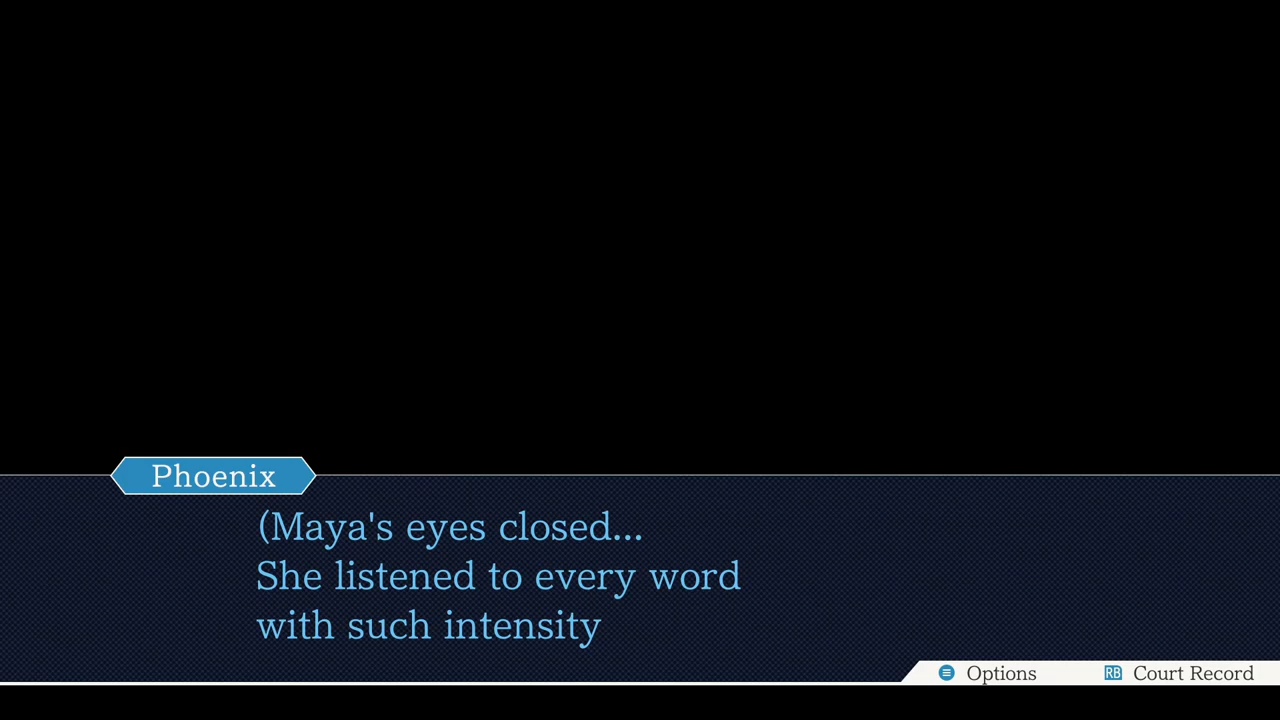 Phoenix
(Maya's eyes closed...
She listened to every word
with such intensity
Options
RB Court Record